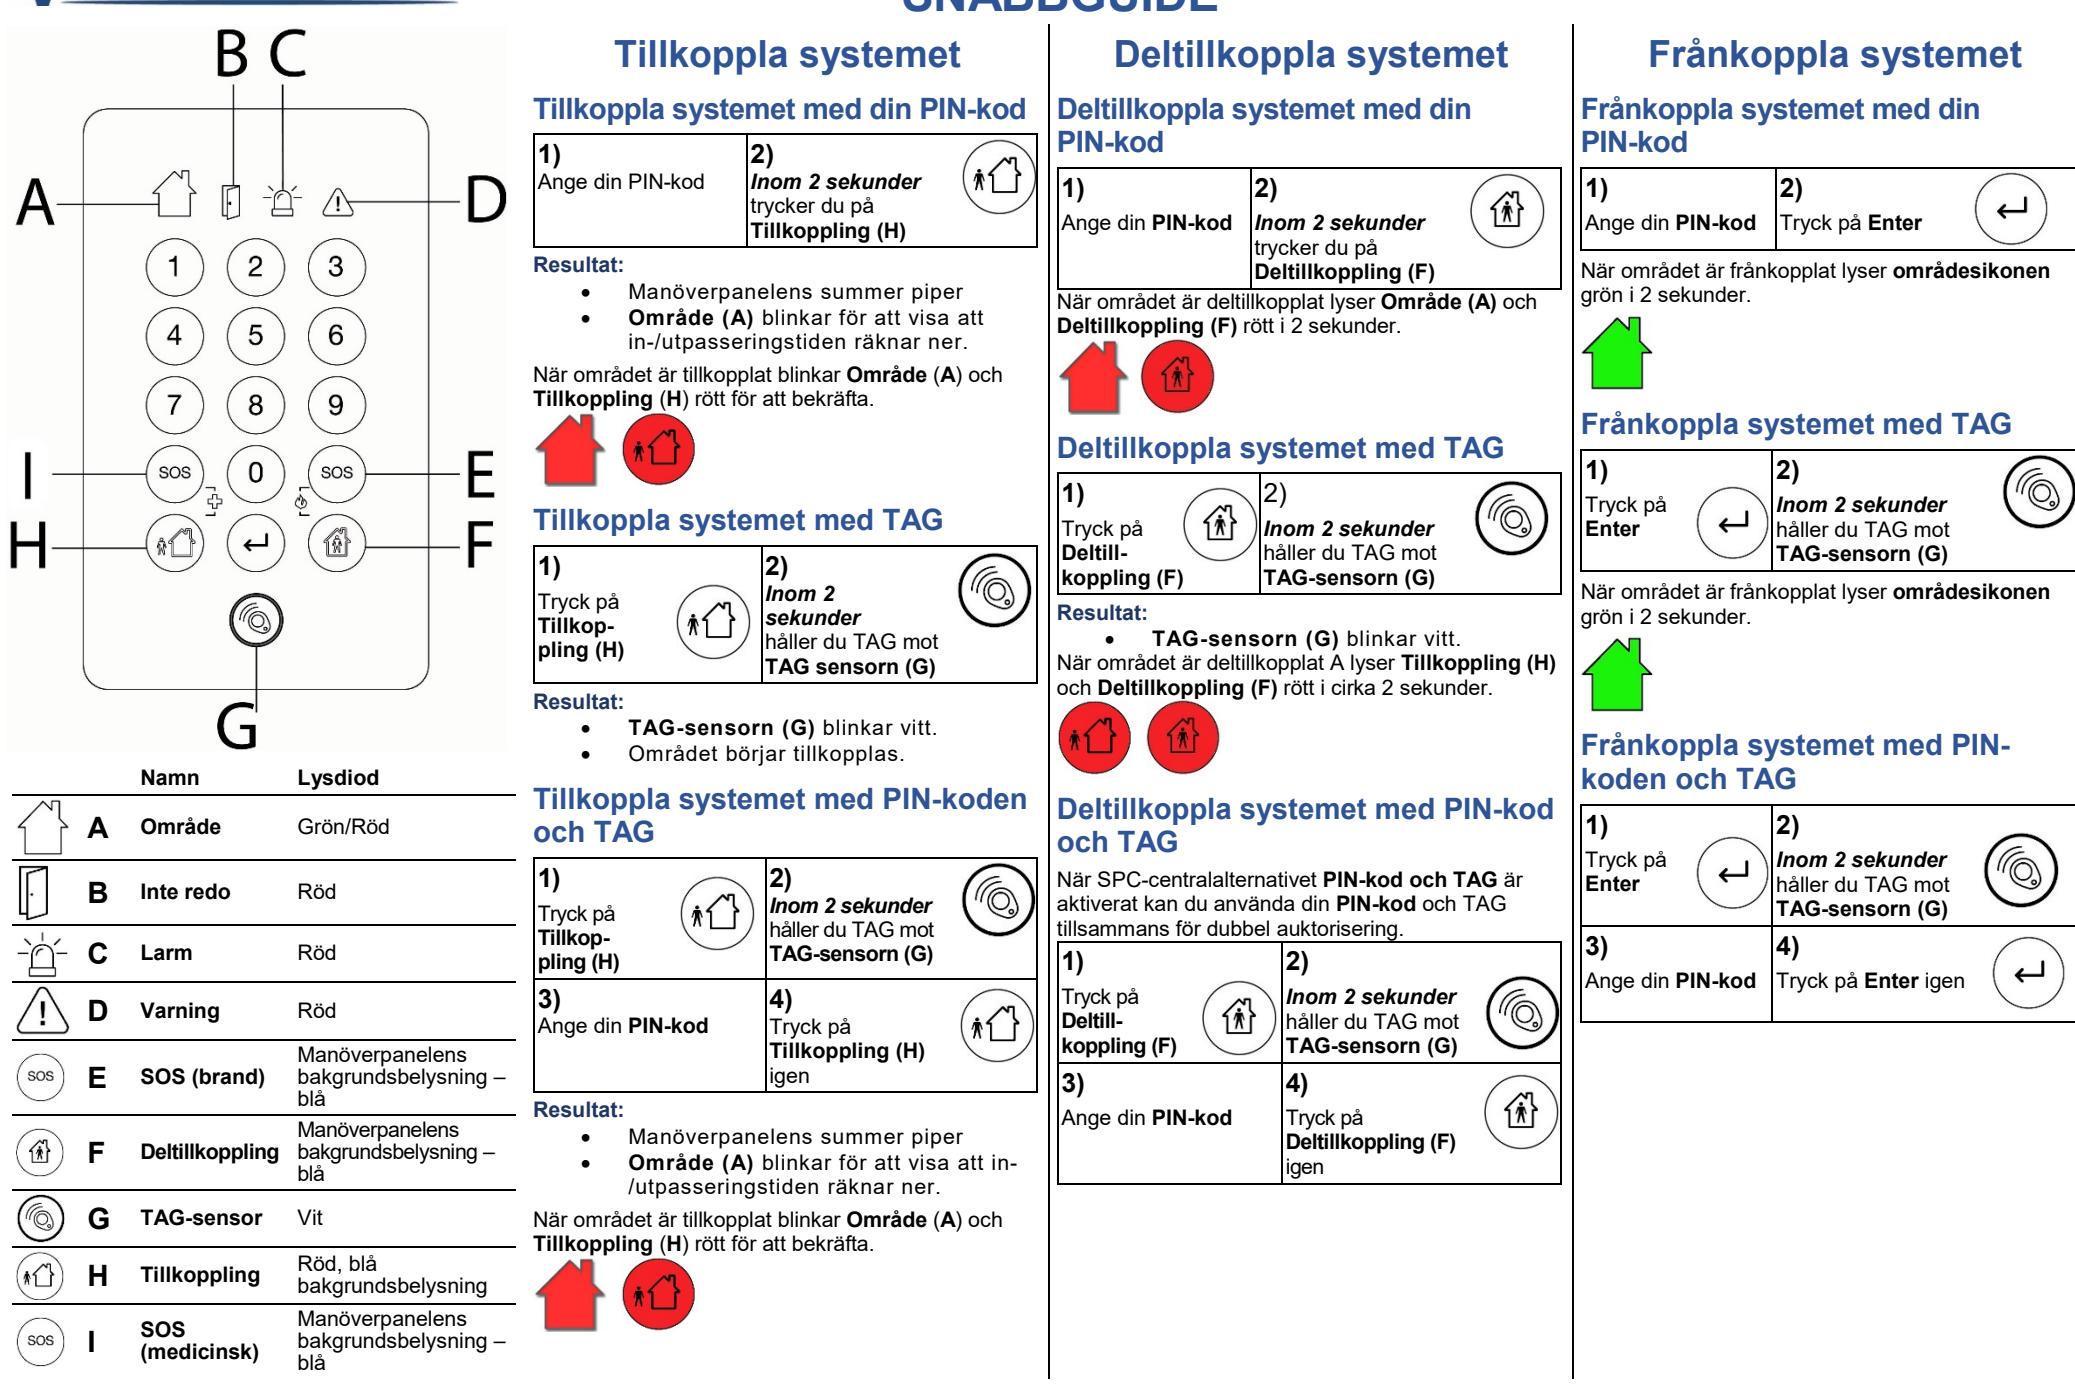 SNABBGUIDE
B C
A
D
1 2 3
4 5 6
7 8 9
I
SOS 0 SOS
E
H
F
G
Namn Lysdiod
A Område Grön/Röd
B Inte redo Röd
C Larm Röd
D Varning Röd
SOS E SOS (brand) Manöverpanelens
bakgrundsbelysning –
blå
F Deltillkoppling Manöverpanelens
bakgrundsbelysning –
blå
G TAG-sensor Vit
H Tillkoppling Röd, blå
bakgrundsbelysning
SOS I SOS
(medicinsk) Manöverpanelens
bakgrundsbelysning –
blå
Tillkoppla systemet
Tillkoppla systemet med din PIN-kod
1)
Ange din PIN-kod
2)
Inom 2 sekunder
trycker du på
Tillkoppling (H)
Resultat:
• Manöverpanelens summer piper
• Område (A) blinkar för att visa att
in-/utpasseringstiden räknar ner.
När området är tillkopplat blinkar Område (A) och
Tillkoppling (H) rött för att bekräfta.
Tillkoppla systemet med TAG
1)
Tryck på
Tillkop-
pling (H)
2)
Inom 2
sekunder
håller du TAG mot
TAG sensorn (G)
Resultat:
• TAG-sensorn (G) blinkar vitt.
• Området börjar tillkopplas.
Tillkoppla systemet med PIN-koden
och TAG
1)
Tryck på
Tillkop-
pling (H)
2)
Inom 2 sekunder
håller du TAG mot
TAG-sensorn (G)
3)
Ange din PIN-kod
4)
Tryck på
Tillkoppling (H)
igen
Resultat:
• Manöverpanelens summer piper
• Område (A) blinkar för att visa att in-
/utpasseringstiden räknar ner.
När området är tillkopplat blinkar Område (A) och
Tillkoppling (H) rött för att bekräfta.
Deltillkoppla systemet
Deltillkoppla systemet med din
PIN-kod
1)
Ange din PIN-kod
2)
Inom 2 sekunder
trycker du på
Deltillkoppling (F)
När området är deltillkopplat lyser Område (A) och
Deltillkoppling (F) rött i 2 sekunder.
Deltillkoppla systemet med TAG
1)
Tryck på
Deltill-
koppling (F)
2)
Inom 2 sekunder
håller du TAG mot
TAG-sensorn (G)
Resultat:
• TAG-sensorn (G) blinkar vitt.
När området är deltillkopplat A lyser Tillkoppling (H)
och Deltillkoppling (F) rött i cirka 2 sekunder.
Deltillkoppla systemet med PIN-kod
och TAG
När SPC-centralalternativet PIN-kod och TAG är
aktiverat kan du använda din PIN-kod och TAG
tillsammans för dubbel auktorisering.
1)
Tryck på
Deltill-
koppling (F)
2)
Inom 2 sekunder
håller du TAG mot
TAG-sensorn (G)
3)
Ange din PIN-kod
4)
Tryck på
Deltillkoppling (F)
igen
Frånkoppla systemet
Frånkoppla systemet med din
PIN-kod
1)
Ange din PIN-kod
2)
Tryck på Enter
När området är frånkopplat lyser områdesikonen
grön i 2 sekunder.
Frånkoppla systemet med TAG
1)
Tryck på
Enter
2)
Inom 2 sekunder
håller du TAG mot
TAG-sensorn (G)
När området är frånkopplat lyser områdesikonen
grön i 2 sekunder.
Frånkoppla systemet med PIN-
koden och TAG
1)
Tryck på
Enter
2)
Inom 2 sekunder
håller du TAG mot
TAG-sensorn (G)
3)
Ange din PIN-kod
4)
Tryck på Enter igen